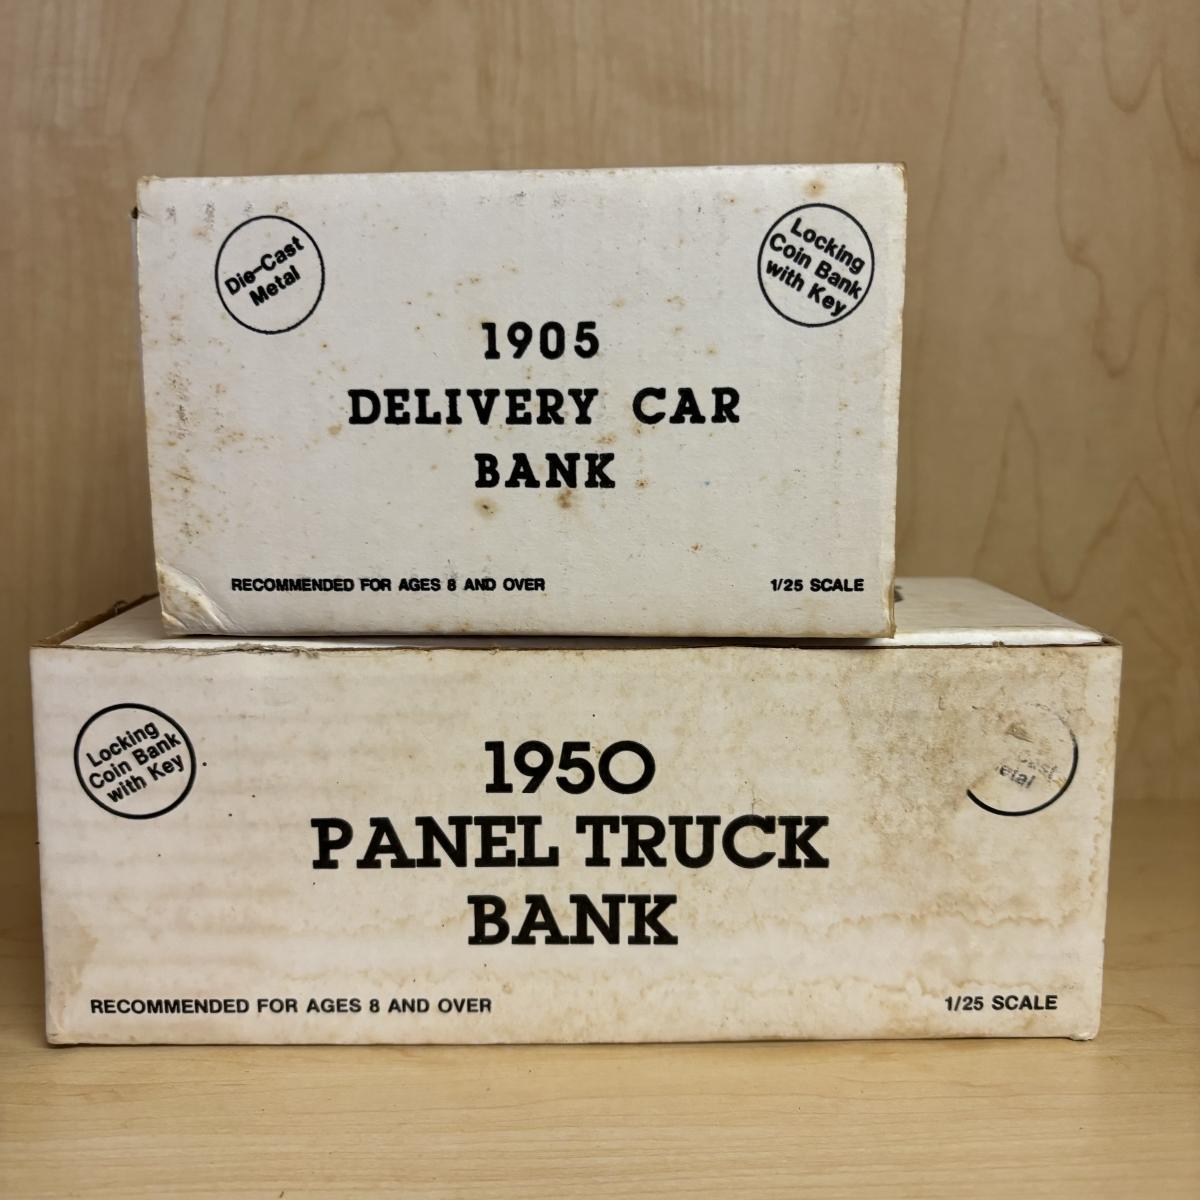 Die-Cast
Metal
Locking
Coin Bank
with Key
1905
DELIVERY CAR
BANK
RECOMMENDED FOR AGES 8 AND OVER
1/25 SCALE
Locking
Coin Bank
with Key
1950
PANEL TRUCK
BANK
RECOMMENDED FOR AGES 8 AND OVER
1/25 SCALE